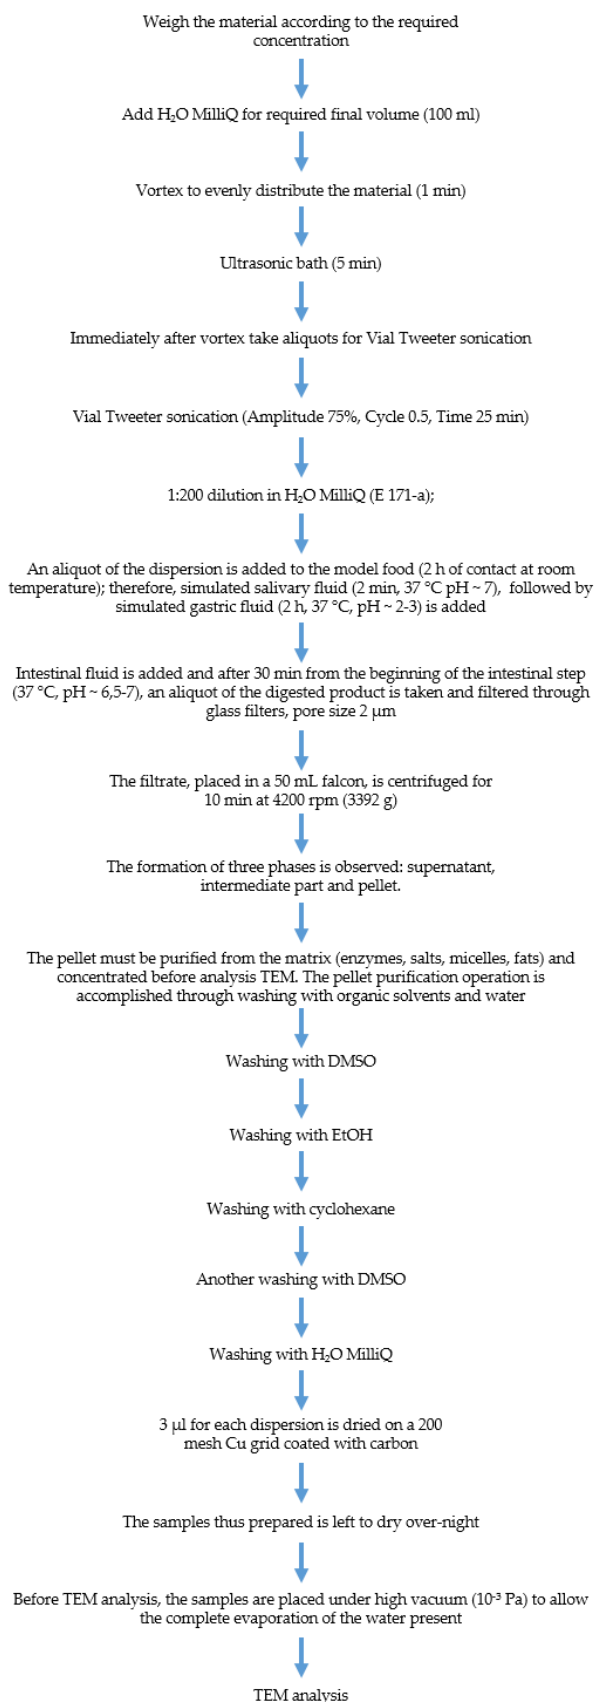 Weigh the material according to the required
concentration
Add H₂O MilliQ for required final volume (100 ml)
Vortex to evenly distribute the material (1 min)
Ultrasonic bath (5 min)
Immediately after vortex take aliquots for Vial Tweeter sonication
Vial Tweeter sonication (Amplitude 75%, Cycle 0.5, Time 25 min)
1:200 dilution in H₂O MilliQ (E 171-a);
An aliquot of the dispersion is added to the model food (2 h of contact at room
temperature); therefore, simulated salivary fluid (2 min, 37 °C pH ~ 7), followed by
simulated gastric fluid (2 h, 37 °C, pH ~ 2-3) is added
Intestinal fluid is added and after 30 min from the beginning of the intestinal step
(37 °C, pH ~ 6,5-7), an aliquot of the digested product is taken and filtered through
glass filters, pore size 2 µm
The filtrate, placed in a 50 mL falcon, is centrifuged for
10 min at 4200 rpm (3392 g)
The formation of three phases is observed: supernatant,
intermediate part and pellet.
The pellet must be purified from the matrix (enzymes, salts, micelles, fats) and
concentrated before analysis TEM. The pellet purification operation is
accomplished through washing with organic solvents and water
Washing with DMSO
Washing with EtOH
Washing with cyclohexane
Another washing with DMSO
Washing with H₂O MilliQ
3 µl for each dispersion is dried on a 200
mesh Cu grid coated with carbon
The samples thus prepared is left to dry over-night
Before TEM analysis, the samples are placed under high vacuum (10⁻³ Pa) to allow
the complete evaporation of the water present
TEM analysis